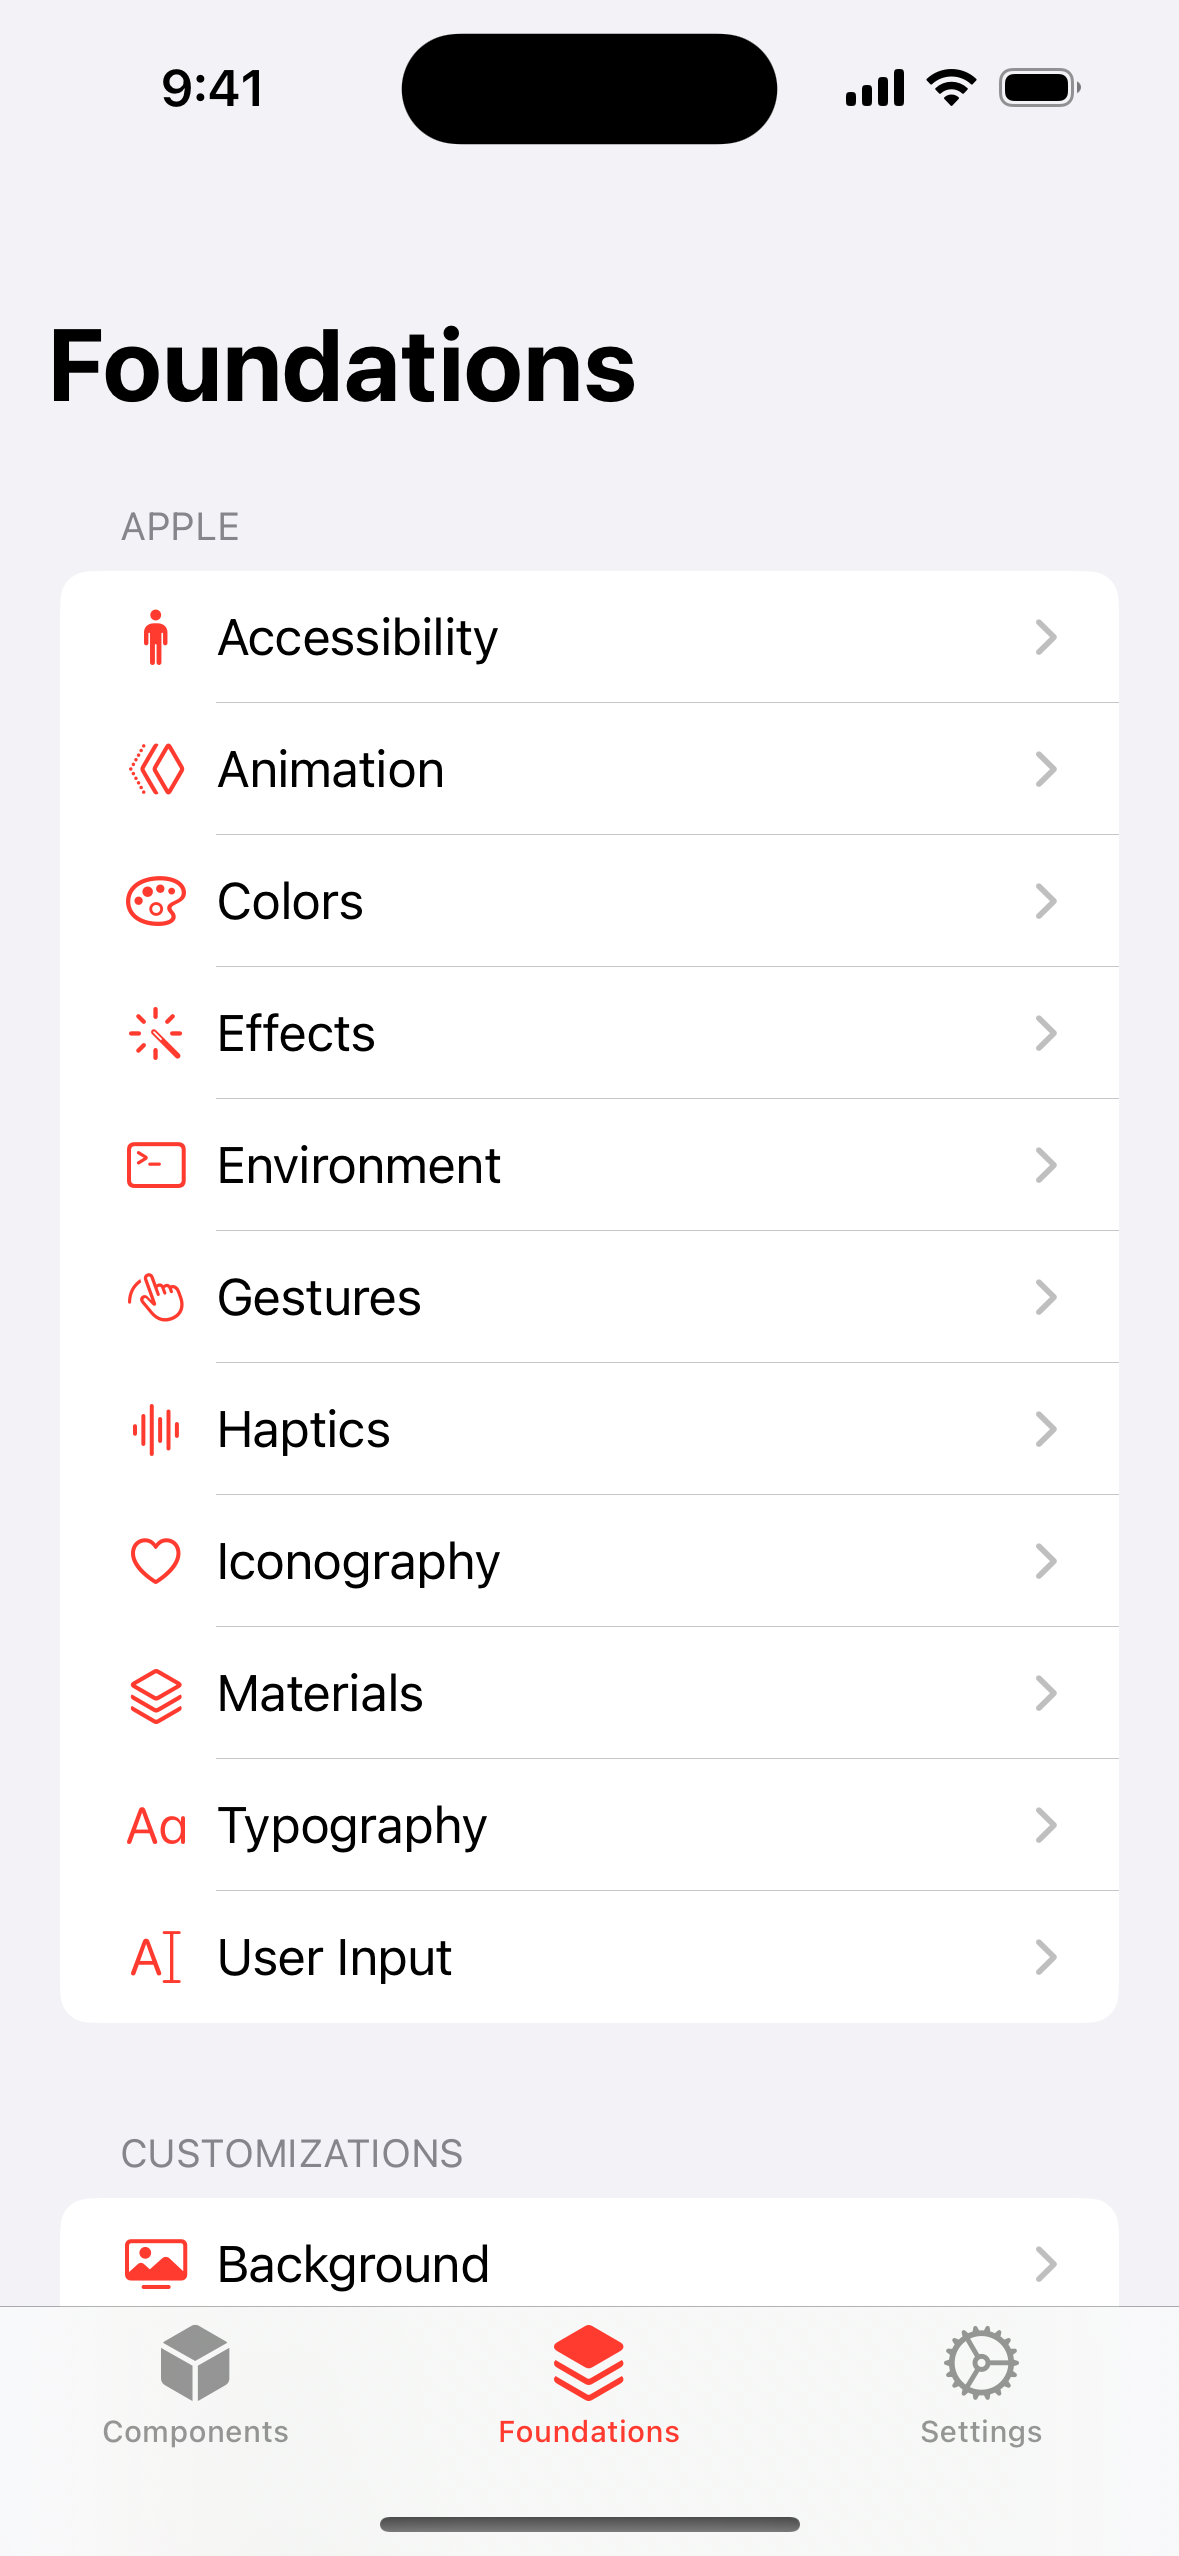 9:41
Foundations
APPLE
Accessibility
Animation
Colors
Effects
Environment
Gestures
Haptics
Iconography
Materials
Aa Typography
A User Input
CUSTOMIZATIONS
Background
Components
Foundations
Settings